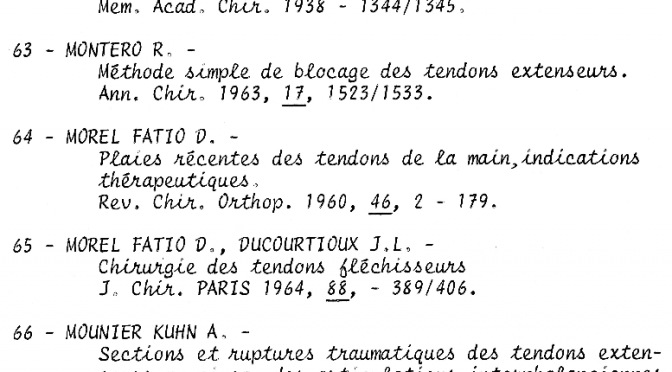 Mem. Acad. Chir. 1938 - 1344/1345.
63 - MONTERO R. -
Méthode simple de blocage des tendons extenseurs.
Ann. Chir. 1963, 17, 1523/1533.
64 - MOREL FATIO D. -
Plaies récentes des tendons de la main, indications
thérapeutiques.
Rev. Chir. Orthop. 1960, 46, 2 - 179.
65 - MOREL FATIO D., DUCOURTIOUX J.L. -
Chirurgie des tendons fléchisseurs
J. Chir. PARIS 1964, 88, - 389/406.
66 - MOUNIER KUHN A. -
Sections et ruptures traumatiques des tendons exten-
des interphalangiennes